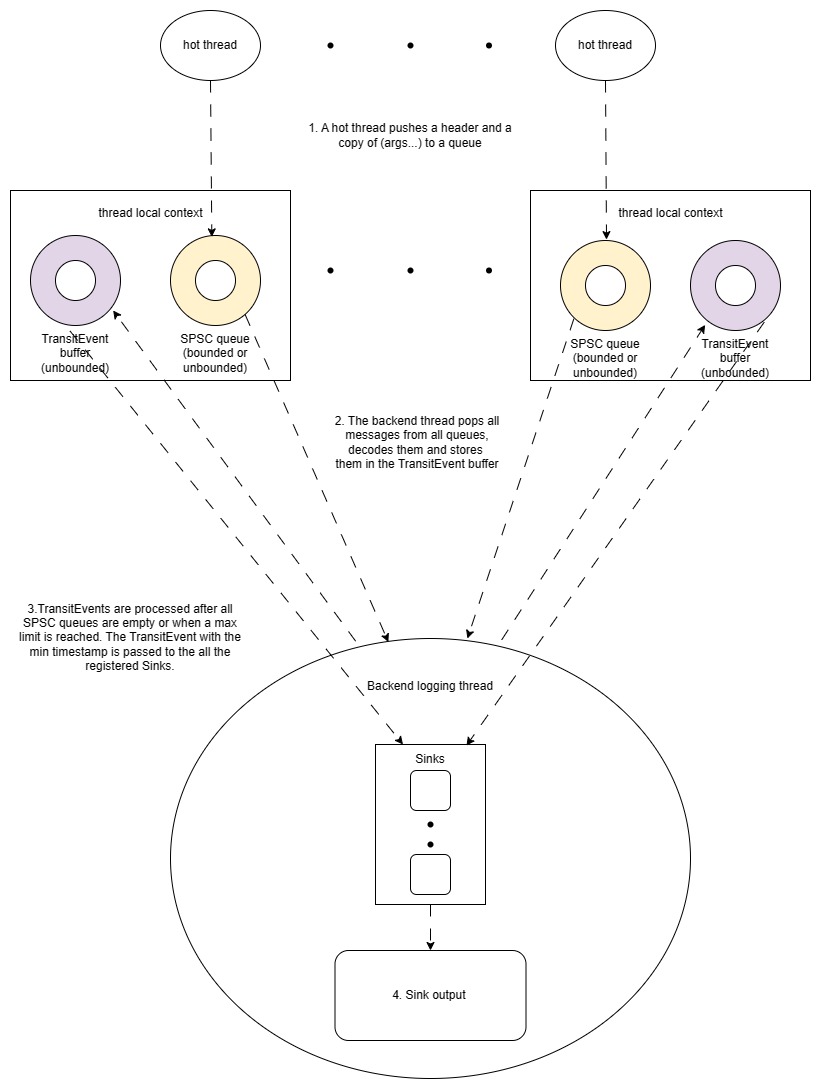 hot thread
hot thread
1. A hot thread pushes a header and a
copy of (args...) to a queue
thread local context
thread local context
TransitEvent
buffer
(unbounded)
SPSC queue
(bounded or
unbounded)
SPSC queue
(bounded or
unbounded)
TransitEvent
buffer
(unbounded)
2. The backend thread pops all
messages from all queues,
decodes them and stores
them in the TransitEvent buffer
3.TransitEvents are processed after all
SPSC queues are empty or when a max
limit is reached. The TransitEvent with the
min timestamp is passed to the all the
registered Sinks.
Backend logging thread
Sinks
4. Sink output